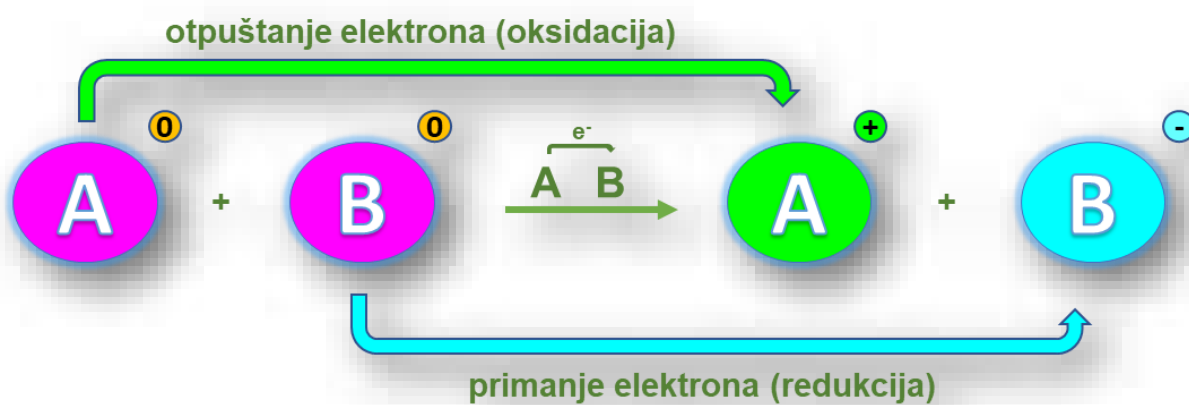 otpuštanje elektrona (oksidacija)
0 0 e⁻ + -
A + B A B A + B
primanje elektrona (redukcija)